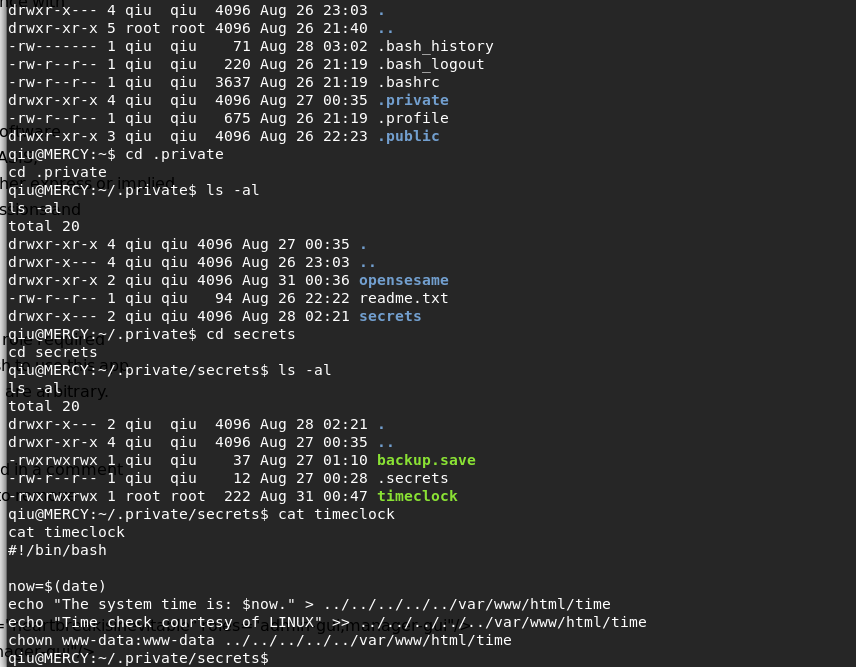 drwxr-x--- 4 qiu  qiu  4096 Aug 26 23:03 .
drwxr-xr-x 5 root root 4096 Aug 26 21:40 ..
-rw------- 1 qiu  qiu    71 Aug 28 03:02 .bash_history
-rw-r--r-- 1 qiu  qiu   220 Aug 26 21:19 .bash_logout
-rw-r--r-- 1 qiu  qiu  3637 Aug 26 21:19 .bashrc
drwxr-xr-x 4 qiu  qiu  4096 Aug 27 00:35 .private
-rw-r--r-- 1 qiu  qiu   675 Aug 26 21:19 .profile
drwxr-xr-x 3 qiu  qiu  4096 Aug 26 22:23 .public
qiu@MERCY:~$ cd .private
cd .private
qiu@MERCY:~/.private$ ls -al
ls -al
total 20
drwxr-xr-x 4 qiu qiu 4096 Aug 27 00:35 .
drwxr-x--- 4 qiu qiu 4096 Aug 26 23:03 ..
drwxr-xr-x 2 qiu qiu 4096 Aug 31 00:36 opensesame
-rw-r--r-- 1 qiu qiu   94 Aug 26 22:22 readme.txt
drwxr-x--- 2 qiu qiu 4096 Aug 28 02:21 secrets
qiu@MERCY:~/.private$ cd secrets
cd secrets
qiu@MERCY:~/.private/secrets$ ls -al
ls -al
total 20
drwxr-x--- 2 qiu  qiu  4096 Aug 28 02:21 .
drwxr-xr-x 4 qiu  qiu  4096 Aug 27 00:35 ..
-rwxrwxrwx 1 qiu  qiu    37 Aug 27 01:10 backup.save
-rw-r--r-- 1 qiu  qiu    12 Aug 27 00:28 .secrets
-rwxrwxrwx 1 root root  222 Aug 31 00:47 timeclock
qiu@MERCY:~/.private/secrets$ cat timeclock
cat timeclock
#!/bin/bash
now=$(date)
echo "The system time is: $now." > ../../../../../var/www/html/time
echo "Time check courtesy of LINUX" >> ../../../../../var/www/html/time
chown www-data:www-data ../../../../../var/www/html/time
qiu@MERCY:~/.private/secrets$